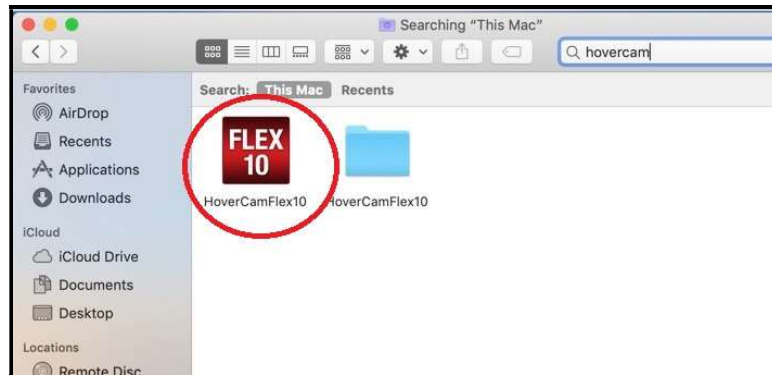 Searching "This Mac"
hovercam
Favorites
AirDrop
Recents
Applications
Downloads
iCloud
iCloud Drive
Documents
Desktop
Locations
Remote Disc
Search: This Mac Recents
FLEX
10
HoverCamFlex10
HoverCamFlex10